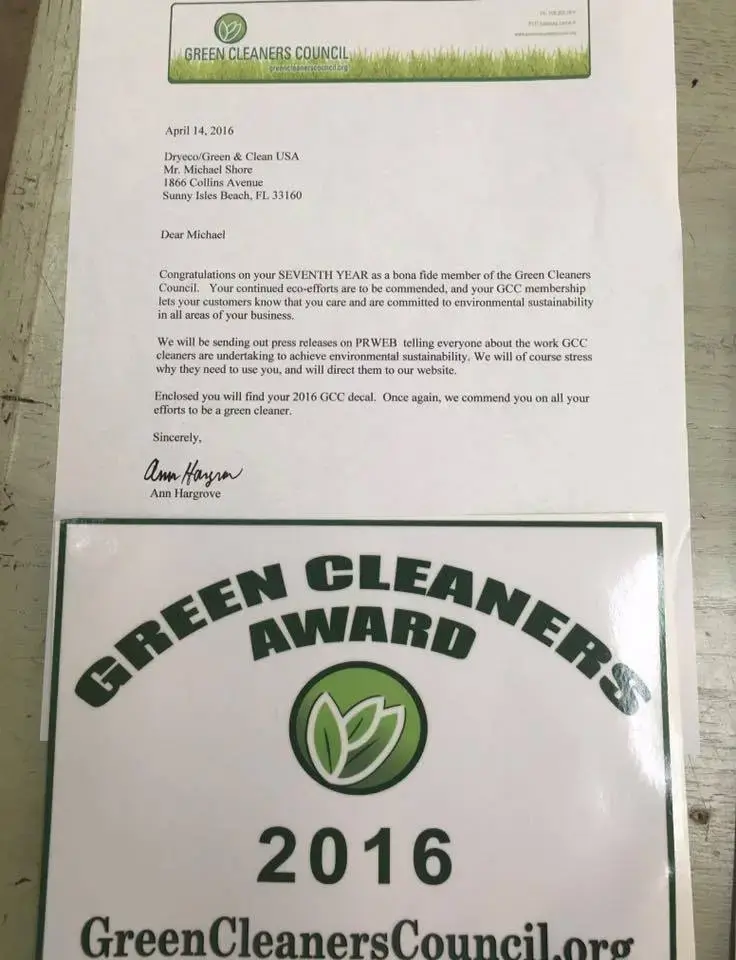 GREEN CLEANERS COUNCIL
greencleanerscouncil.org
April 14, 2016
Dryeco/Green & Clean USA
Mr. Michael Shore
1866 Collins Avenue
Sunny Isles Beach, FL 33160
Dear Michael
Congratulations on your SEVENTH YEAR as a bona fide member of the Green Cleaners
Council. Your continued eco-efforts are to be commended, and your GCC membership
lets your customers know that you care and are committed to environmental sustainability
in all areas of your business.
We will be sending out press releases on PRWEB telling everyone about the work GCC
cleaners are undertaking to achieve environmental sustainability. We will of course stress
why they need to use you, and will direct them to our website.
Enclosed you will find your 2016 GCC decal. Once again, we commend you on all your
efforts to be a green cleaner.
Sincerely,
Ann Hargrove
Ann Hargrove
GREEN CLEANERS
AWARD
2016
GreenCleanersCouncil.org